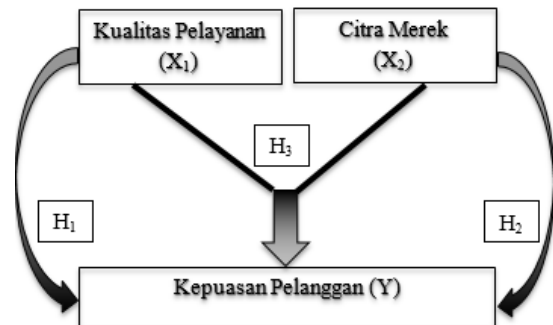 Kualitas Pelayanan
(X₁)
Citra Merek
(X₂)
H₃
H₁
H₂
Kepuasan Pelanggan (Y)